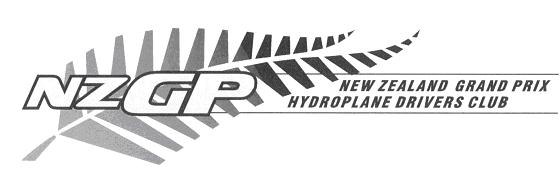 NZGP
NEW ZEALAND GRAND PRIX
HYDROPLANE DRIVERS CLUB